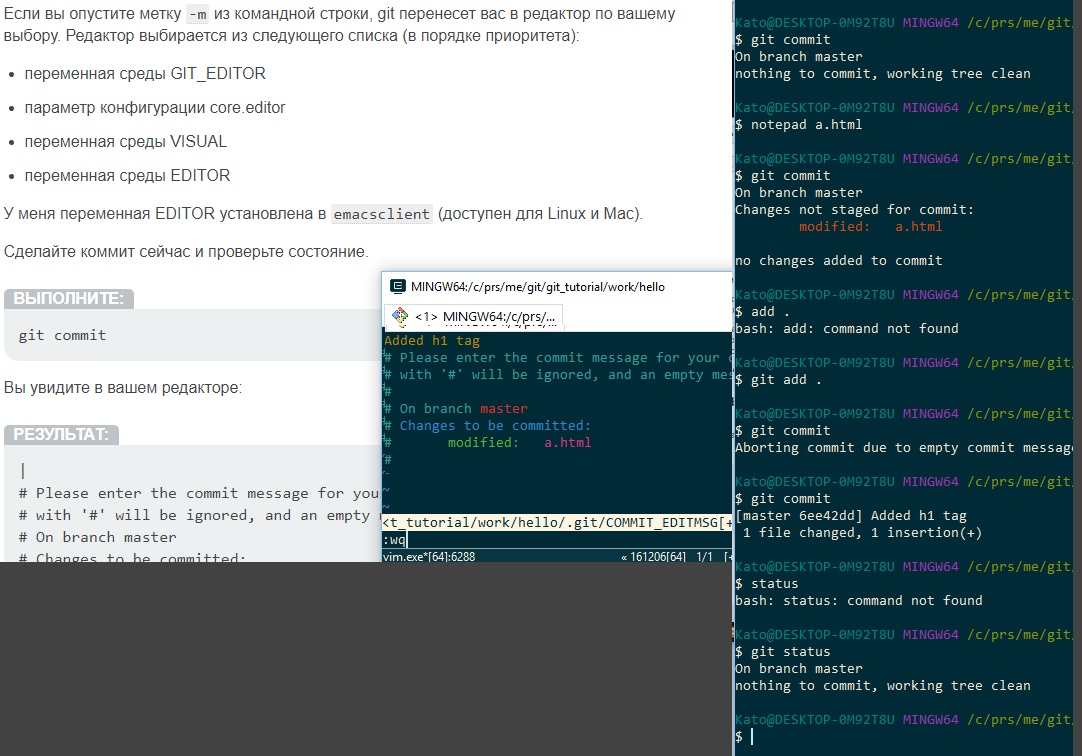 Если вы опустите метку -m из командной строки, git перенесет вас в редактор по вашему
выбору. Редактор выбирается из следующего списка (в порядке приоритета):
• переменная среды GIT_EDITOR
• параметр конфигурации core.editor
• переменная среды VISUAL
• переменная среды EDITOR
У меня переменная EDITOR установлена в emacsclient (доступен для Linux и Mac).
Сделайте коммит сейчас и проверьте состояние.
ВЫПОЛНИТЕ:
git commit
Вы увидите в вашем редакторе:
РЕЗУЛЬТАТ:
|
# Please enter the commit message for you
# with '#' will be ignored, and an empty
# On branch master
# Changes to be committed:
MINGW64:/c/prs/me/git/git_tutorial/work/hello
<1> MINGW64:/c/prs/...
Added h1 tag
# Please enter the commit message for your
# with '#' will be ignored, and an empty mes
#
# On branch master
# Changes to be committed:
#       modified:   a.html
#
~
~
~
<t_tutorial/work/hello/.git/COMMIT_EDITMSG[+
:wq
vim.exe*[64]:6288 « 161206[64] 1/1 [+
Kato@DESKTOP-0M92T8U MINGW64 /c/prs/me/git/
$ git commit
On branch master
nothing to commit, working tree clean
Kato@DESKTOP-0M92T8U MINGW64 /c/prs/me/git/
$ notepad a.html
Kato@DESKTOP-0M92T8U MINGW64 /c/prs/me/git/
$ git commit
On branch master
Changes not staged for commit:
        modified:   a.html
no changes added to commit
Kato@DESKTOP-0M92T8U MINGW64 /c/prs/me/git/
$ add .
bash: add: command not found
Kato@DESKTOP-0M92T8U MINGW64 /c/prs/me/git/
$ git add .
Kato@DESKTOP-0M92T8U MINGW64 /c/prs/me/git/
$ git commit
Aborting commit due to empty commit message
Kato@DESKTOP-0M92T8U MINGW64 /c/prs/me/git/
$ git commit
[master 6ee42dd] Added h1 tag
 1 file changed, 1 insertion(+)
Kato@DESKTOP-0M92T8U MINGW64 /c/prs/me/git/
$ status
bash: status: command not found
Kato@DESKTOP-0M92T8U MINGW64 /c/prs/me/git/
$ git status
On branch master
nothing to commit, working tree clean
Kato@DESKTOP-0M92T8U MINGW64 /c/prs/me/git/
$